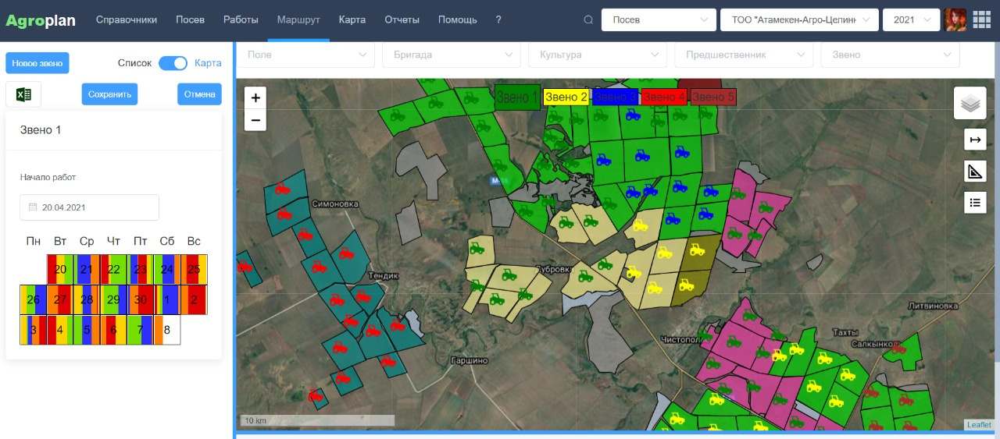 Agroplan Справочники Посев Работы Маршрут Карта Отчеты Помощь ? Посев ТОО "Атамекен-Агро-Целинн 2021
Новое звено Список Карта
Сохранить Отмена
Звено 1
Начало работ
20.04.2021
Пн Вт Ср Чт Пт Сб Вс
20 21 22 23 24 25
26 27 28 29 30 1 2
3 4 5 6 7 8
Поле Бригада Культура Предшественник Звено
+
−
Звено 1 Звено 2 Звено 3 Звено 4 Звено 5
Симоновка
Тендик
Дубровка
Литвиновка
Тахты
Чистополье
Гаршино
10 km
Leaflet